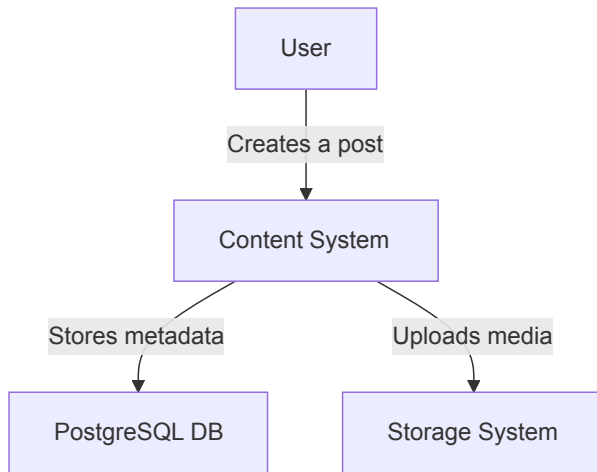 User
Creates a post
Content System
Stores metadata
Uploads media
PostgreSQL DB
Storage System